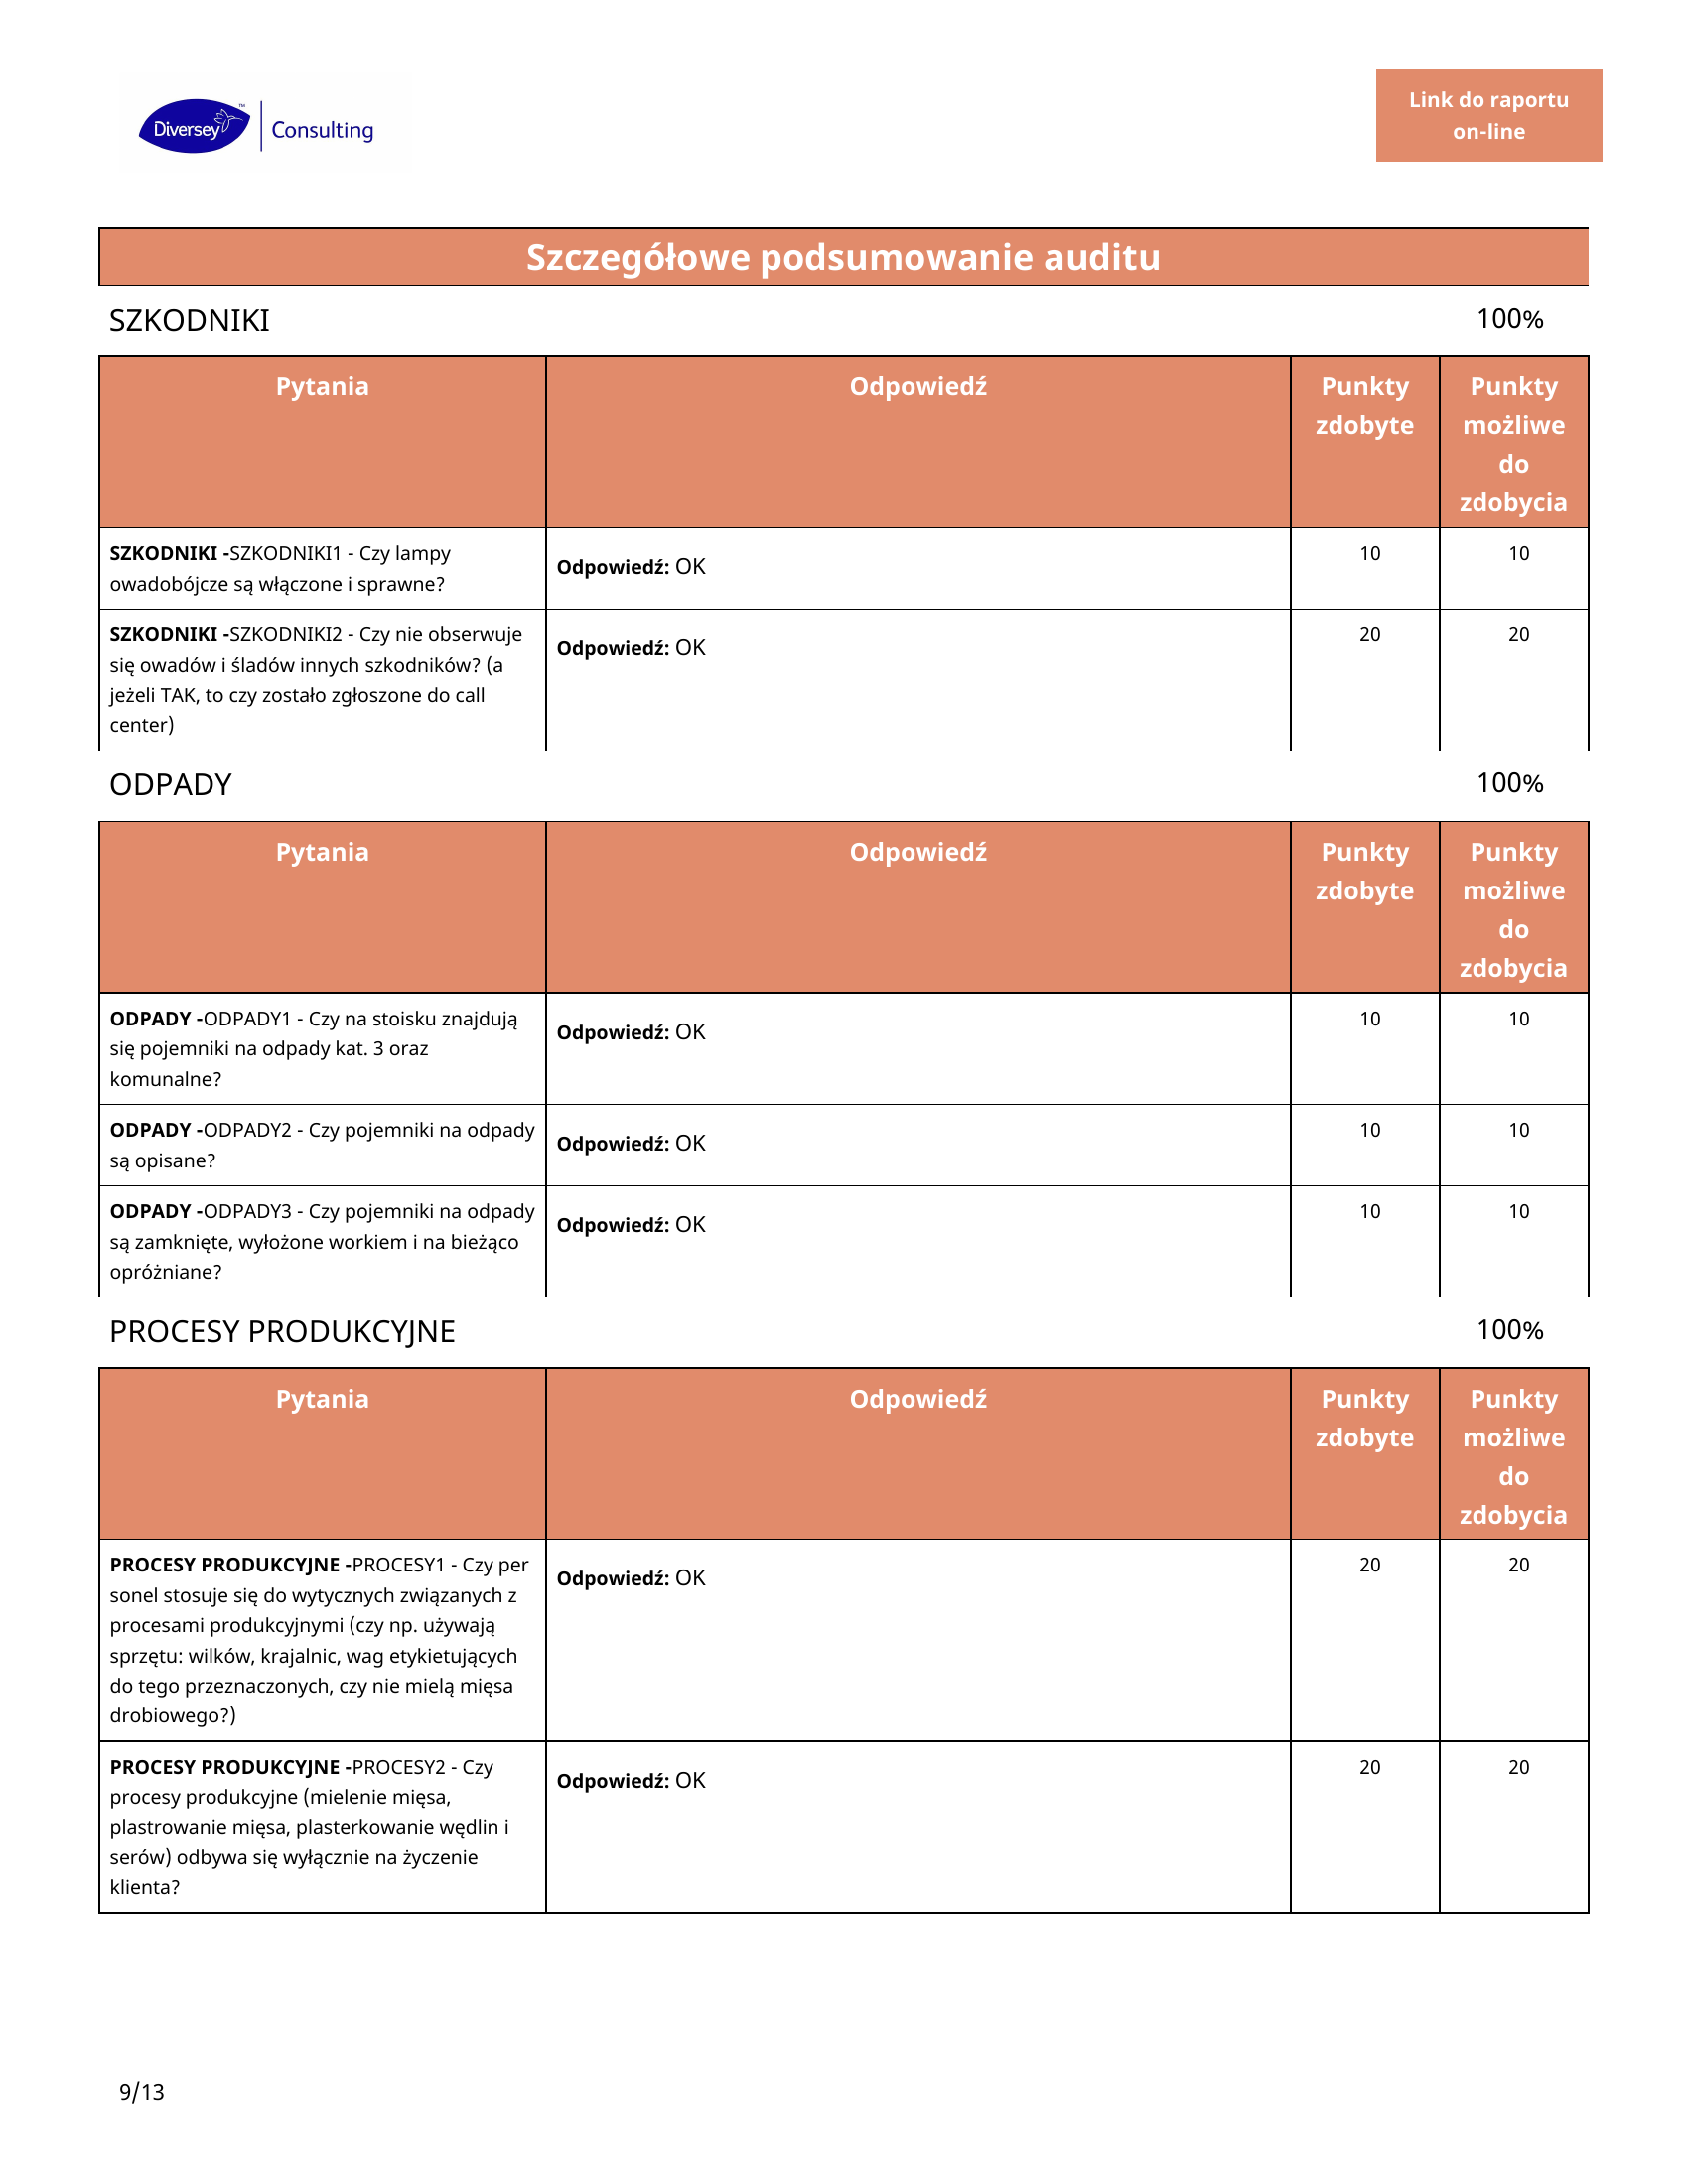 Diversey™ Consulting
Link do raportu
on-line
Szczegółowe podsumowanie auditu
SZKODNIKI 100%
Pytania Odpowiedź Punkty Punkty
zdobyte możliwe
do
zdobycia
SZKODNIKI -SZKODNIKI1 - Czy lampy Odpowiedź: OK 10 10
owadobójcze są włączone i sprawne?
SZKODNIKI -SZKODNIKI2 - Czy nie obserwuje Odpowiedź: OK 20 20
się owadów i śladów innych szkodników? (a
jeżeli TAK, to czy zostało zgłoszone do call
center)
ODPADY 100%
Pytania Odpowiedź Punkty Punkty
zdobyte możliwe
do
zdobycia
ODPADY -ODPADY1 - Czy na stoisku znajdują Odpowiedź: OK 10 10
się pojemniki na odpady kat. 3 oraz
komunalne?
ODPADY -ODPADY2 - Czy pojemniki na odpady Odpowiedź: OK 10 10
są opisane?
ODPADY -ODPADY3 - Czy pojemniki na odpady Odpowiedź: OK 10 10
są zamknięte, wyłożone workiem i na bieżąco
opróżniane?
PROCESY PRODUKCYJNE 100%
Pytania Odpowiedź Punkty Punkty
zdobyte możliwe
do
zdobycia
PROCESY PRODUKCYJNE -PROCESY1 - Czy per Odpowiedź: OK 20 20
sonel stosuje się do wytycznych związanych z
procesami produkcyjnymi (czy np. używają
sprzętu: wilków, krajalnic, wag etykietujących
do tego przeznaczonych, czy nie mielą mięsa
drobiowego?)
PROCESY PRODUKCYJNE -PROCESY2 - Czy Odpowiedź: OK 20 20
procesy produkcyjne (mielenie mięsa,
plastrowanie mięsa, plasterkowanie wędlin i
serów) odbywa się wyłącznie na życzenie
klienta?
9/13